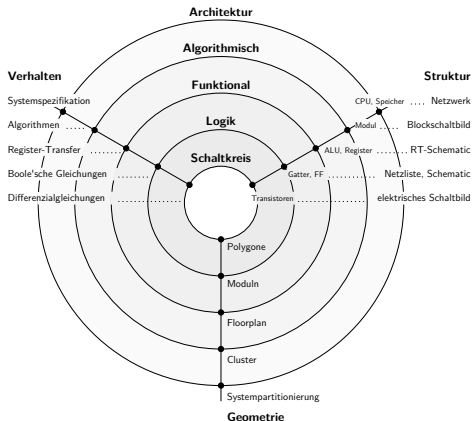 Architektur
Algorithmisch
Verhalten
Struktur
Funktional
Systemspezifikation
CPU, Speicher
Netzwerk
Logik
Algorithmen
Modul
Blockschaltbild
Register-Transfer
ALU, Register
RT-Schematic
Schaltkreis
Boole'sche Gleichungen
Gatter, FF
Netzliste, Schematic
Differenzialgleichungen
Transistoren
elektrisches Schaltbild
Polygone
Moduln
Floorplan
Cluster
Systempartitionierung
Geometrie